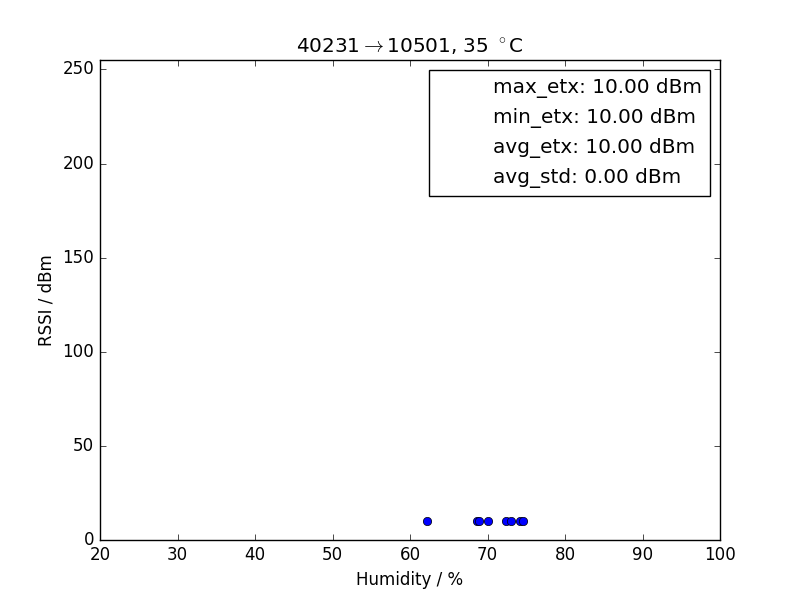 40231→10501, 35 °C
250
200
150
100
50
0
RSSI / dBm
max_etx: 10.00 dBm
min_etx: 10.00 dBm
avg_etx: 10.00 dBm
avg_std: 0.00 dBm
20 30 40 50 60 70 80 90 100
Humidity / %